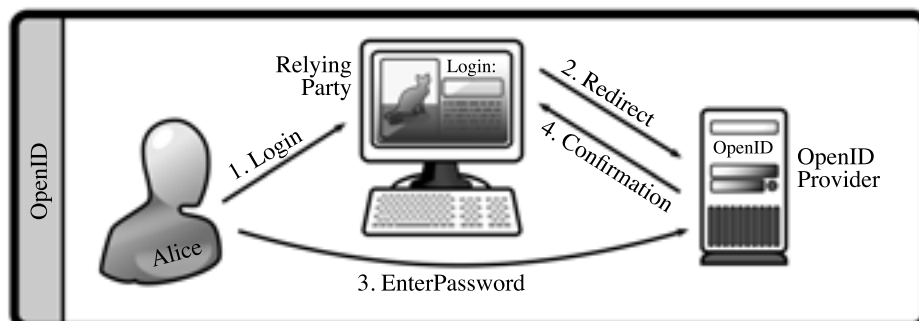 OpenID
Relying
Party
Login:
1. Login
2. Redirect
4. Confirmation
OpenID
OpenID
Provider
Alice
3. EnterPassword